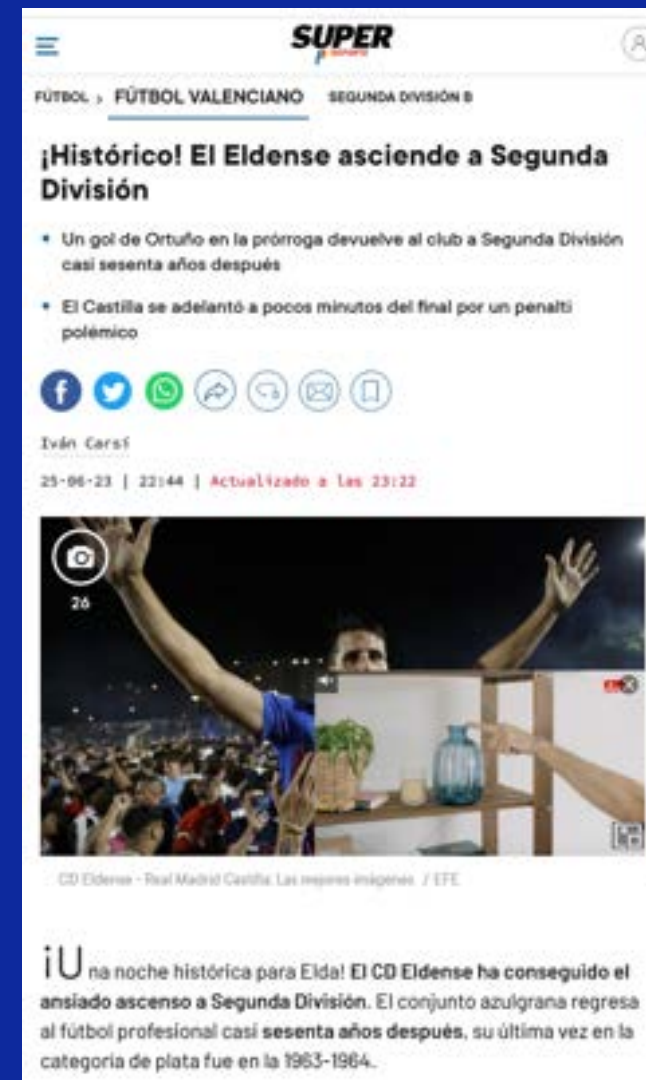 SUPER
FÚTBOL > FÚTBOL VALENCIANO SEGUNDA DIVISIÓN B
¡Histórico! El Eldense asciende a Segunda
División
• Un gol de Ortuño en la prórroga devuelve al club a Segunda División
casi sesenta años después
• El Castilla se adelantó a pocos minutos del final por un penalti
polémico
Iván Carsí
25-06-23 | 22:44 | Actualizado a las 23:22
26
CD Eldense - Real Madrid Castilla: Las mejores imágenes. / EFE
¡Una noche histórica para Elda! El CD Eldense ha conseguido el
ansiado ascenso a Segunda División. El conjunto azulgrana regresa
al fútbol profesional casi sesenta años después, su última vez en la
categoría de plata fue en la 1963-1964.